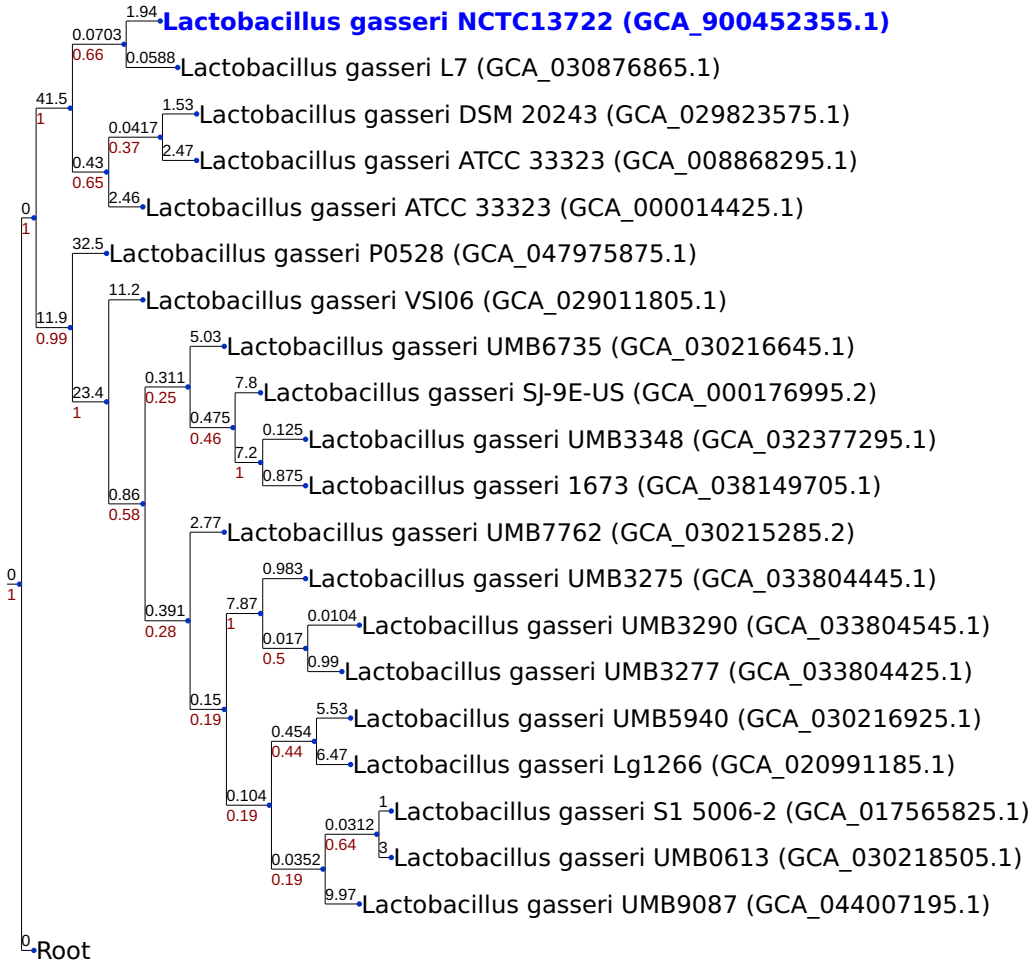 1.94
Lactobacillus gasseri NCTC13722 (GCA_900452355.1)
0.0703
0.66
0.0588
Lactobacillus gasseri L7 (GCA_030876865.1)
41.5
1
1.53
Lactobacillus gasseri DSM 20243 (GCA_029823575.1)
0.0417
0.37
2.47
Lactobacillus gasseri ATCC 33323 (GCA_008868295.1)
0.43
0.65
2.46
Lactobacillus gasseri ATCC 33323 (GCA_000014425.1)
0
1
32.5
Lactobacillus gasseri P0528 (GCA_047975875.1)
11.2
Lactobacillus gasseri VSI06 (GCA_029011805.1)
11.9
0.99
5.03
Lactobacillus gasseri UMB6735 (GCA_030216645.1)
0.311
0.25
7.8
Lactobacillus gasseri SJ-9E-US (GCA_000176995.2)
23.4
1
0.475
0.46
0.125
Lactobacillus gasseri UMB3348 (GCA_032377295.1)
7.2
1
0.875
Lactobacillus gasseri 1673 (GCA_038149705.1)
0.86
0.58
2.77
Lactobacillus gasseri UMB7762 (GCA_030215285.2)
0
1
0.983
Lactobacillus gasseri UMB3275 (GCA_033804445.1)
7.87
1
0.391
0.28
0.0104
Lactobacillus gasseri UMB3290 (GCA_033804545.1)
0.017
0.5
0.99
Lactobacillus gasseri UMB3277 (GCA_033804425.1)
0.15
0.19
5.53
Lactobacillus gasseri UMB5940 (GCA_030216925.1)
0.454
0.44
6.47
Lactobacillus gasseri Lg1266 (GCA_020991185.1)
0.104
0.19
1
Lactobacillus gasseri S1 5006-2 (GCA_017565825.1)
0.0312
0.64
3
Lactobacillus gasseri UMB0613 (GCA_030218505.1)
0.0352
0.19
9.97
Lactobacillus gasseri UMB9087 (GCA_044007195.1)
0
Root